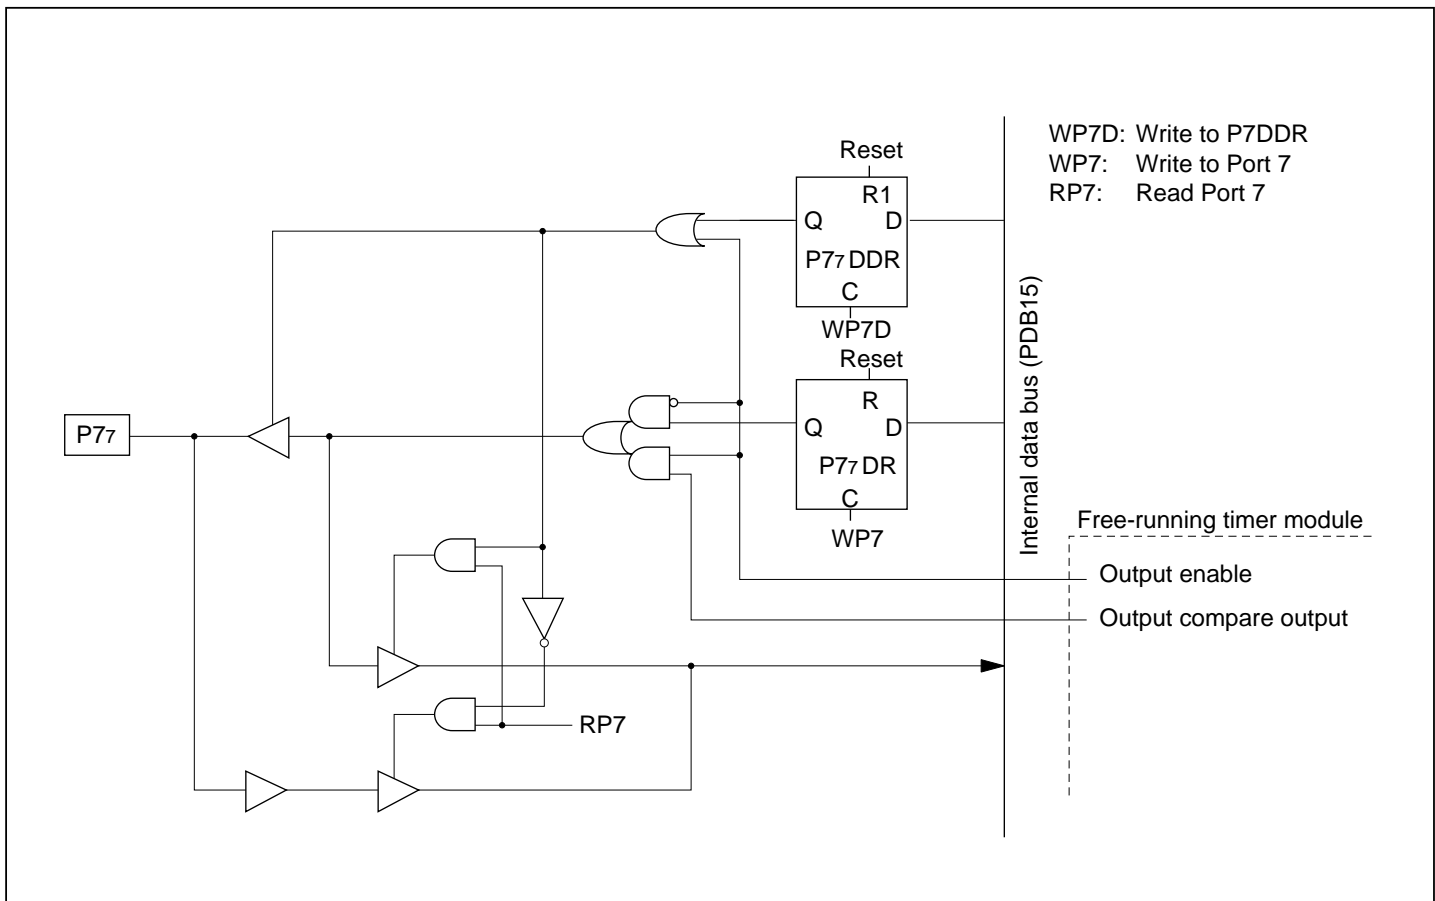 WP7D: Write to P7DDR
WP7: Write to Port 7
RP7: Read Port 7
Reset
R1
Q D
P77 DDR
C
WP7D
Reset
R
Q D
P77 DR
C
WP7
P77
Internal data bus (PDB15)
Free-running timer module
Output enable
Output compare output
RP7